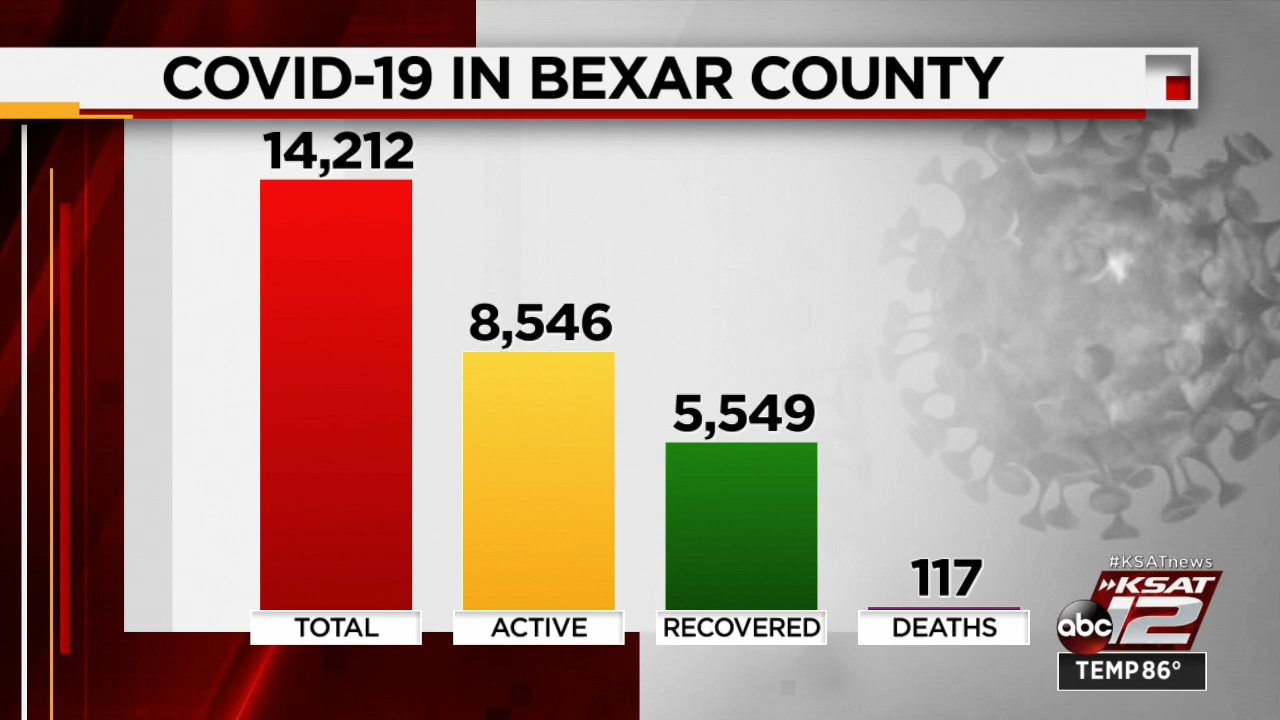 COVID-19 IN BEXAR COUNTY
14,212
8,546
5,549
117
TOTAL
ACTIVE
RECOVERED
DEATHS
#KSATnews
KSAT
abc 12
TEMP 86°